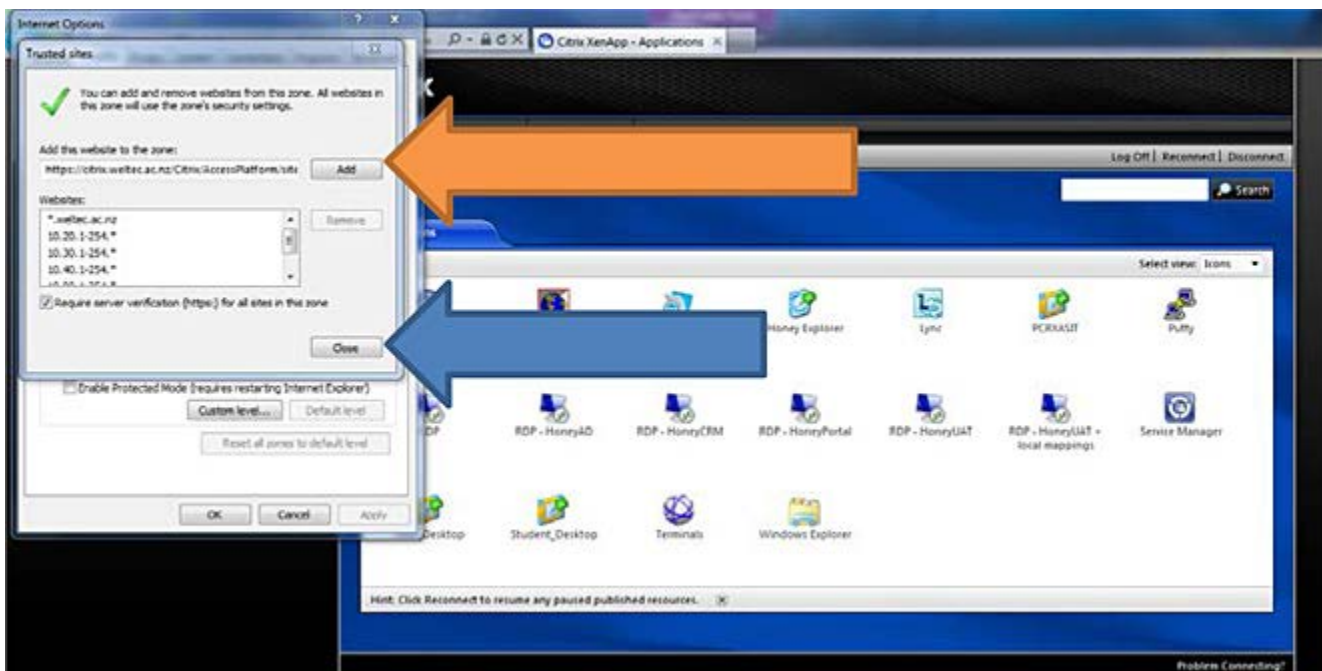 Internet Options
Trusted sites
You can add and remove websites from this zone. All websites in
this zone will use the zone's security settings.
Add this website to the zone:
https://citrix.weltec.ac.nz/Citrix/AccessPlatform/site
Add
Websites:
*.weltec.ac.nz
10.20.1-254.*
10.30.1-254.*
10.40.1-254.*
Remove
Require server verification (https:) for all sites in this zone
Close
Enable Protected Mode (requires restarting Internet Explorer)
Custom level...
Default level
Reset all zones to default level
OK
Cancel
Apply
Citrix XenApp - Applications
Log Off | Reconnect | Disconnect
Search
Select view: Icons
Honey Explorer
Lync
PCRXASIT
Putty
DP
RDP - HoneyAD
RDP - HoneyCRM
RDP - HoneyPortal
RDP - HoneyUAT
RDP - HoneyUAT +
local mappings
Service Manager
Desktop
Student_Desktop
Terminals
Windows Explorer
Hint: Click Reconnect to resume any paused published resources.
Problem Connecting?